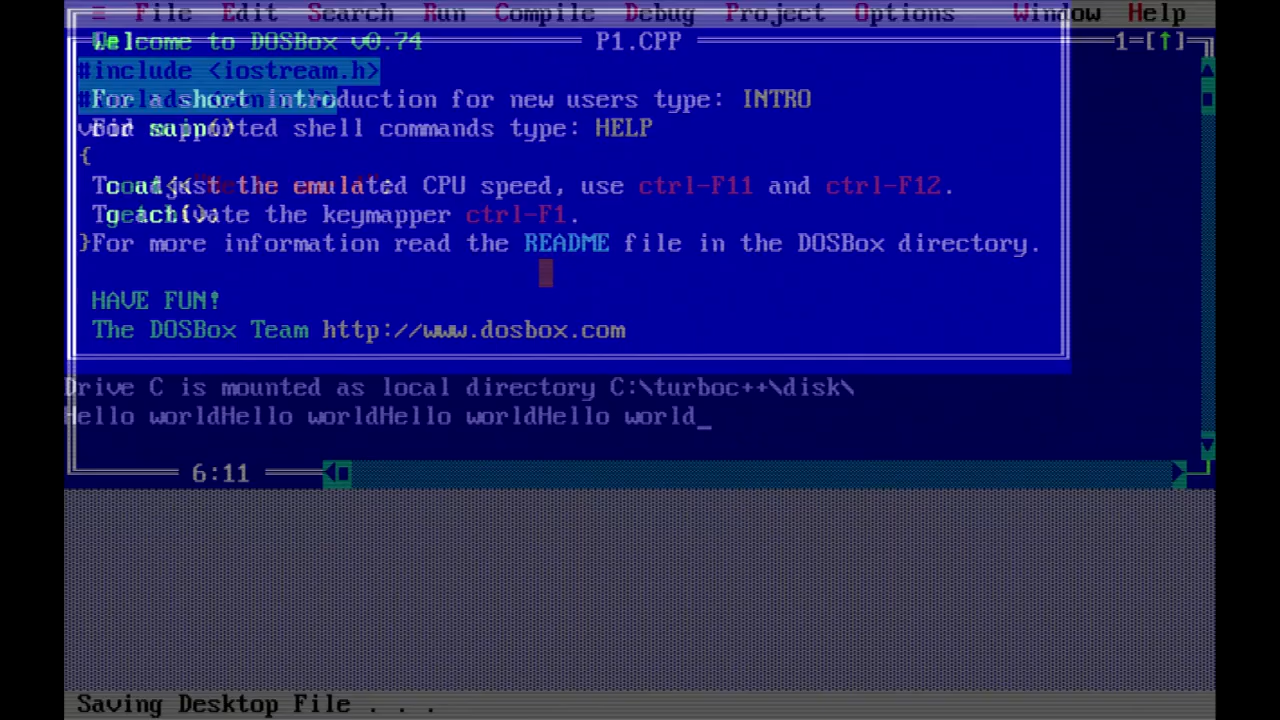 ≡ File Edit Search Run Compile Debug Project Options Window Help
Welcome to DOSBox v0.74
P1.CPP
1=[↑]
#include <iostream.h>
For a short introduction for new users type: INTRO
For supported shell commands type: HELP
{
To adjust the emulated CPU speed, use ctrl-F11 and ctrl-F12.
To activate the keymapper ctrl-F1.
}
For more information read the README file in the DOSBox directory.
HAVE FUN!
The DOSBox Team http://www.dosbox.com
Drive C is mounted as local directory C:\turboc++\disk\
Hello worldHello worldHello worldHello world_
6:11
Saving Desktop File . . .